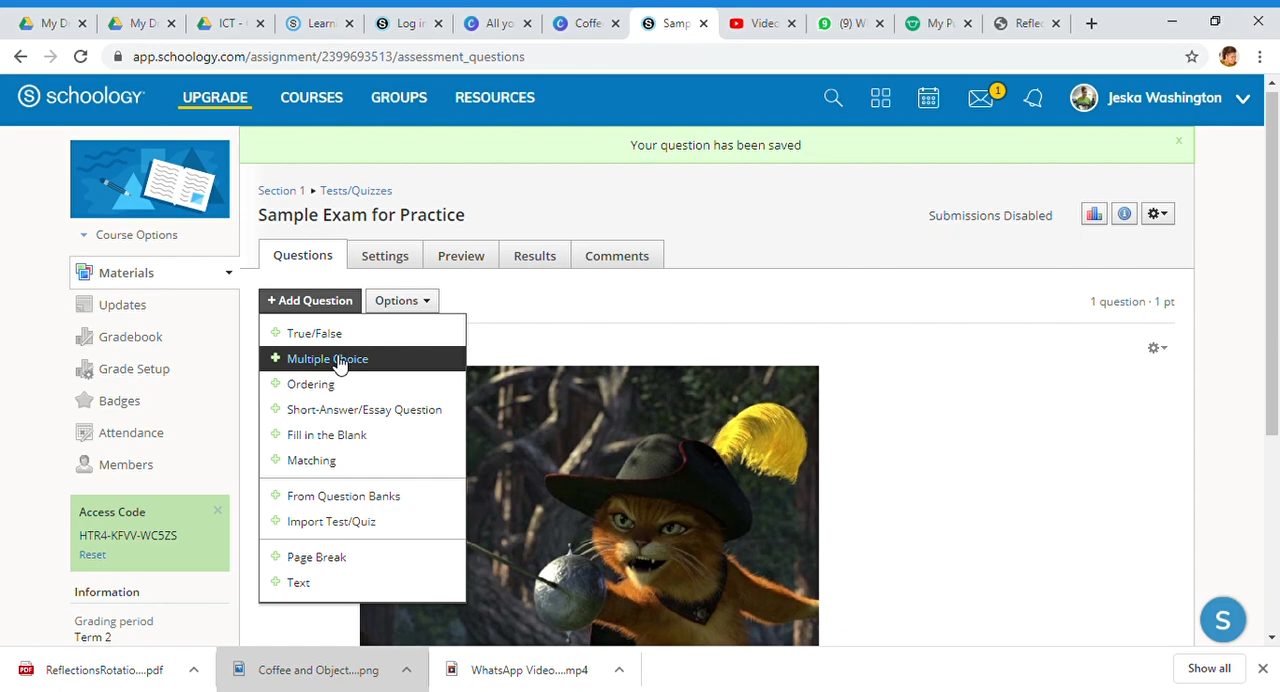 My Di
My D
ICT -
Learn
Log in
All yo
Coffe
Samp
Video
(9) W
My P
Reflec
app.schoology.com/assignment/2399693513/assessment_questions
schoology
UPGRADE
COURSES
GROUPS
RESOURCES
1
Jeska Washington
Your question has been saved
x
Section 1 ▸ Tests/Quizzes
Sample Exam for Practice
Submissions Disabled
Course Options
Questions
Settings
Preview
Results
Comments
Materials
Updates
Gradebook
Grade Setup
Badges
Attendance
Members
+ Add Question
Options
1 question · 1 pt
True/False
Multiple Choice
Ordering
Short-Answer/Essay Question
Fill in the Blank
Matching
From Question Banks
Import Test/Quiz
Page Break
Text
Access Code
HTR4-KFVV-WC5ZS
Reset
Information
Grading period
Term 2
S
ReflectionsRotatio....pdf
Coffee and Object....png
WhatsApp Video....mp4
Show all